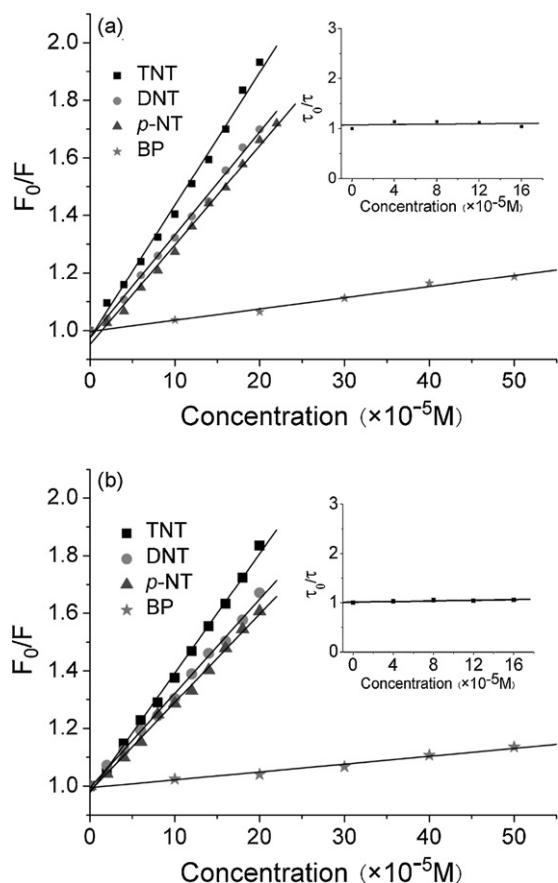 (a)
TNT
DNT
p-NT
BP
F₀/F
2.0
1.8
1.6
1.4
1.2
1.0
0 10 20 30 40 50
Concentration (×10⁻⁵M)
τ₀/τ
3
2
1
0
0 4 8 12 16
Concentration (×10⁻⁵M)
(b)
TNT
DNT
p-NT
BP
F₀/F
2.0
1.8
1.6
1.4
1.2
1.0
0 10 20 30 40 50
Concentration (×10⁻⁵M)
τ₀/τ
3
2
1
0
0 4 8 12 16
Concentration (×10⁻⁵M)